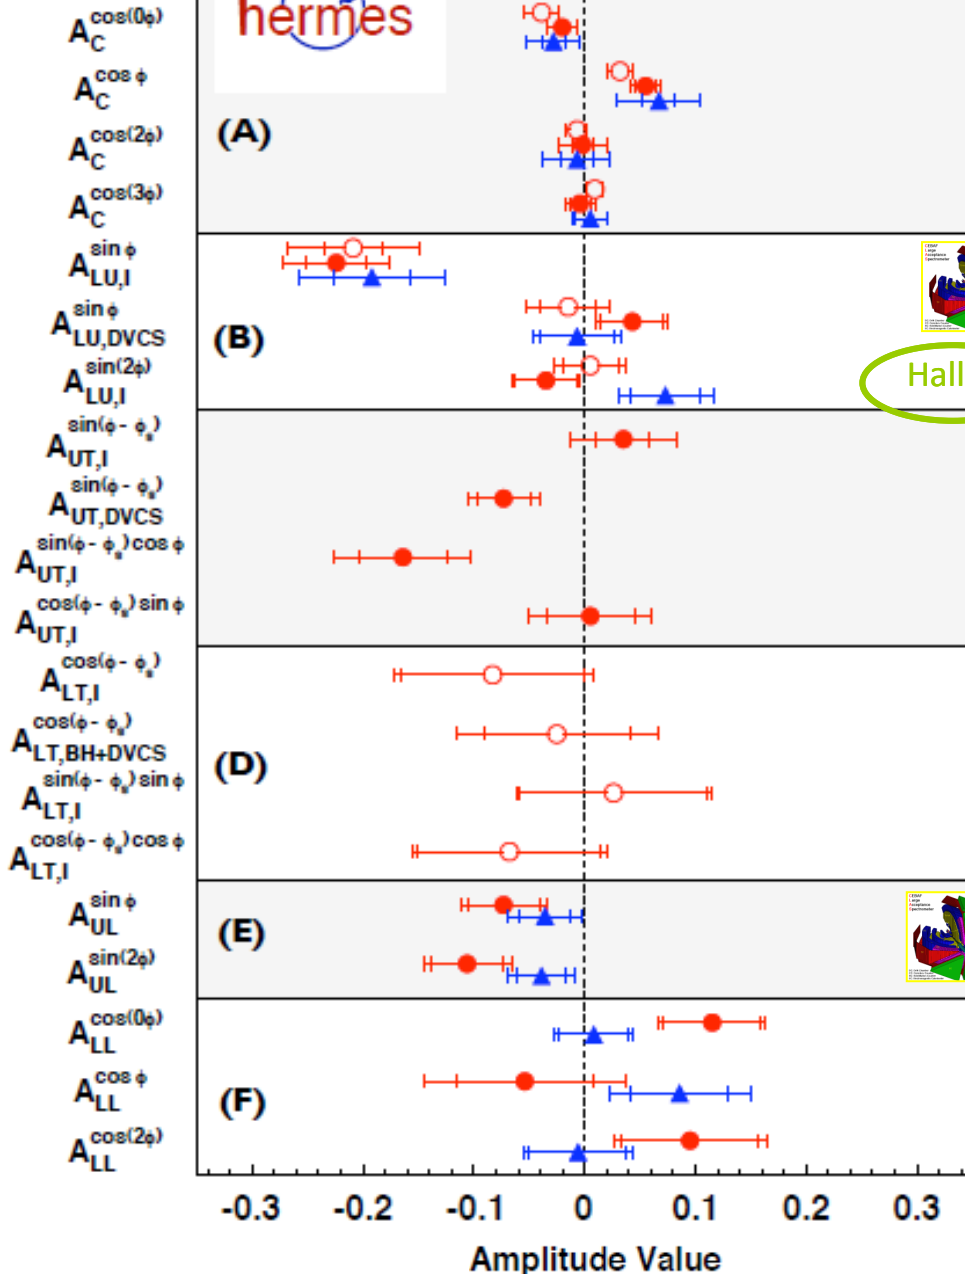 hermes
A_C^cos(0ϕ)
A_C^cos ϕ
(A)
A_C^cos(2ϕ)
A_C^cos(3ϕ)
A_LU,I^sin ϕ
A_LU,DVCS^sin ϕ
(B)
A_LU,I^sin(2ϕ)
Hall
A_UT,I^sin(ϕ - ϕ_s)
A_UT,DVCS^sin(ϕ - ϕ_s)
A_UT,I^sin(ϕ - ϕ_s) cos ϕ
A_UT,I^cos(ϕ - ϕ_s) sin ϕ
A_LT,I^cos(ϕ - ϕ_s)
A_LT,BH+DVCS^cos(ϕ - ϕ_s)
(D)
A_LT,I^sin(ϕ - ϕ_s) sin ϕ
A_LT,I^cos(ϕ - ϕ_s) cos ϕ
A_UL^sin ϕ
(E)
A_UL^sin(2ϕ)
A_LL^cos(0ϕ)
A_LL^cos ϕ
(F)
A_LL^cos(2ϕ)
-0.3 -0.2 -0.1 0 0.1 0.2 0.3
Amplitude Value